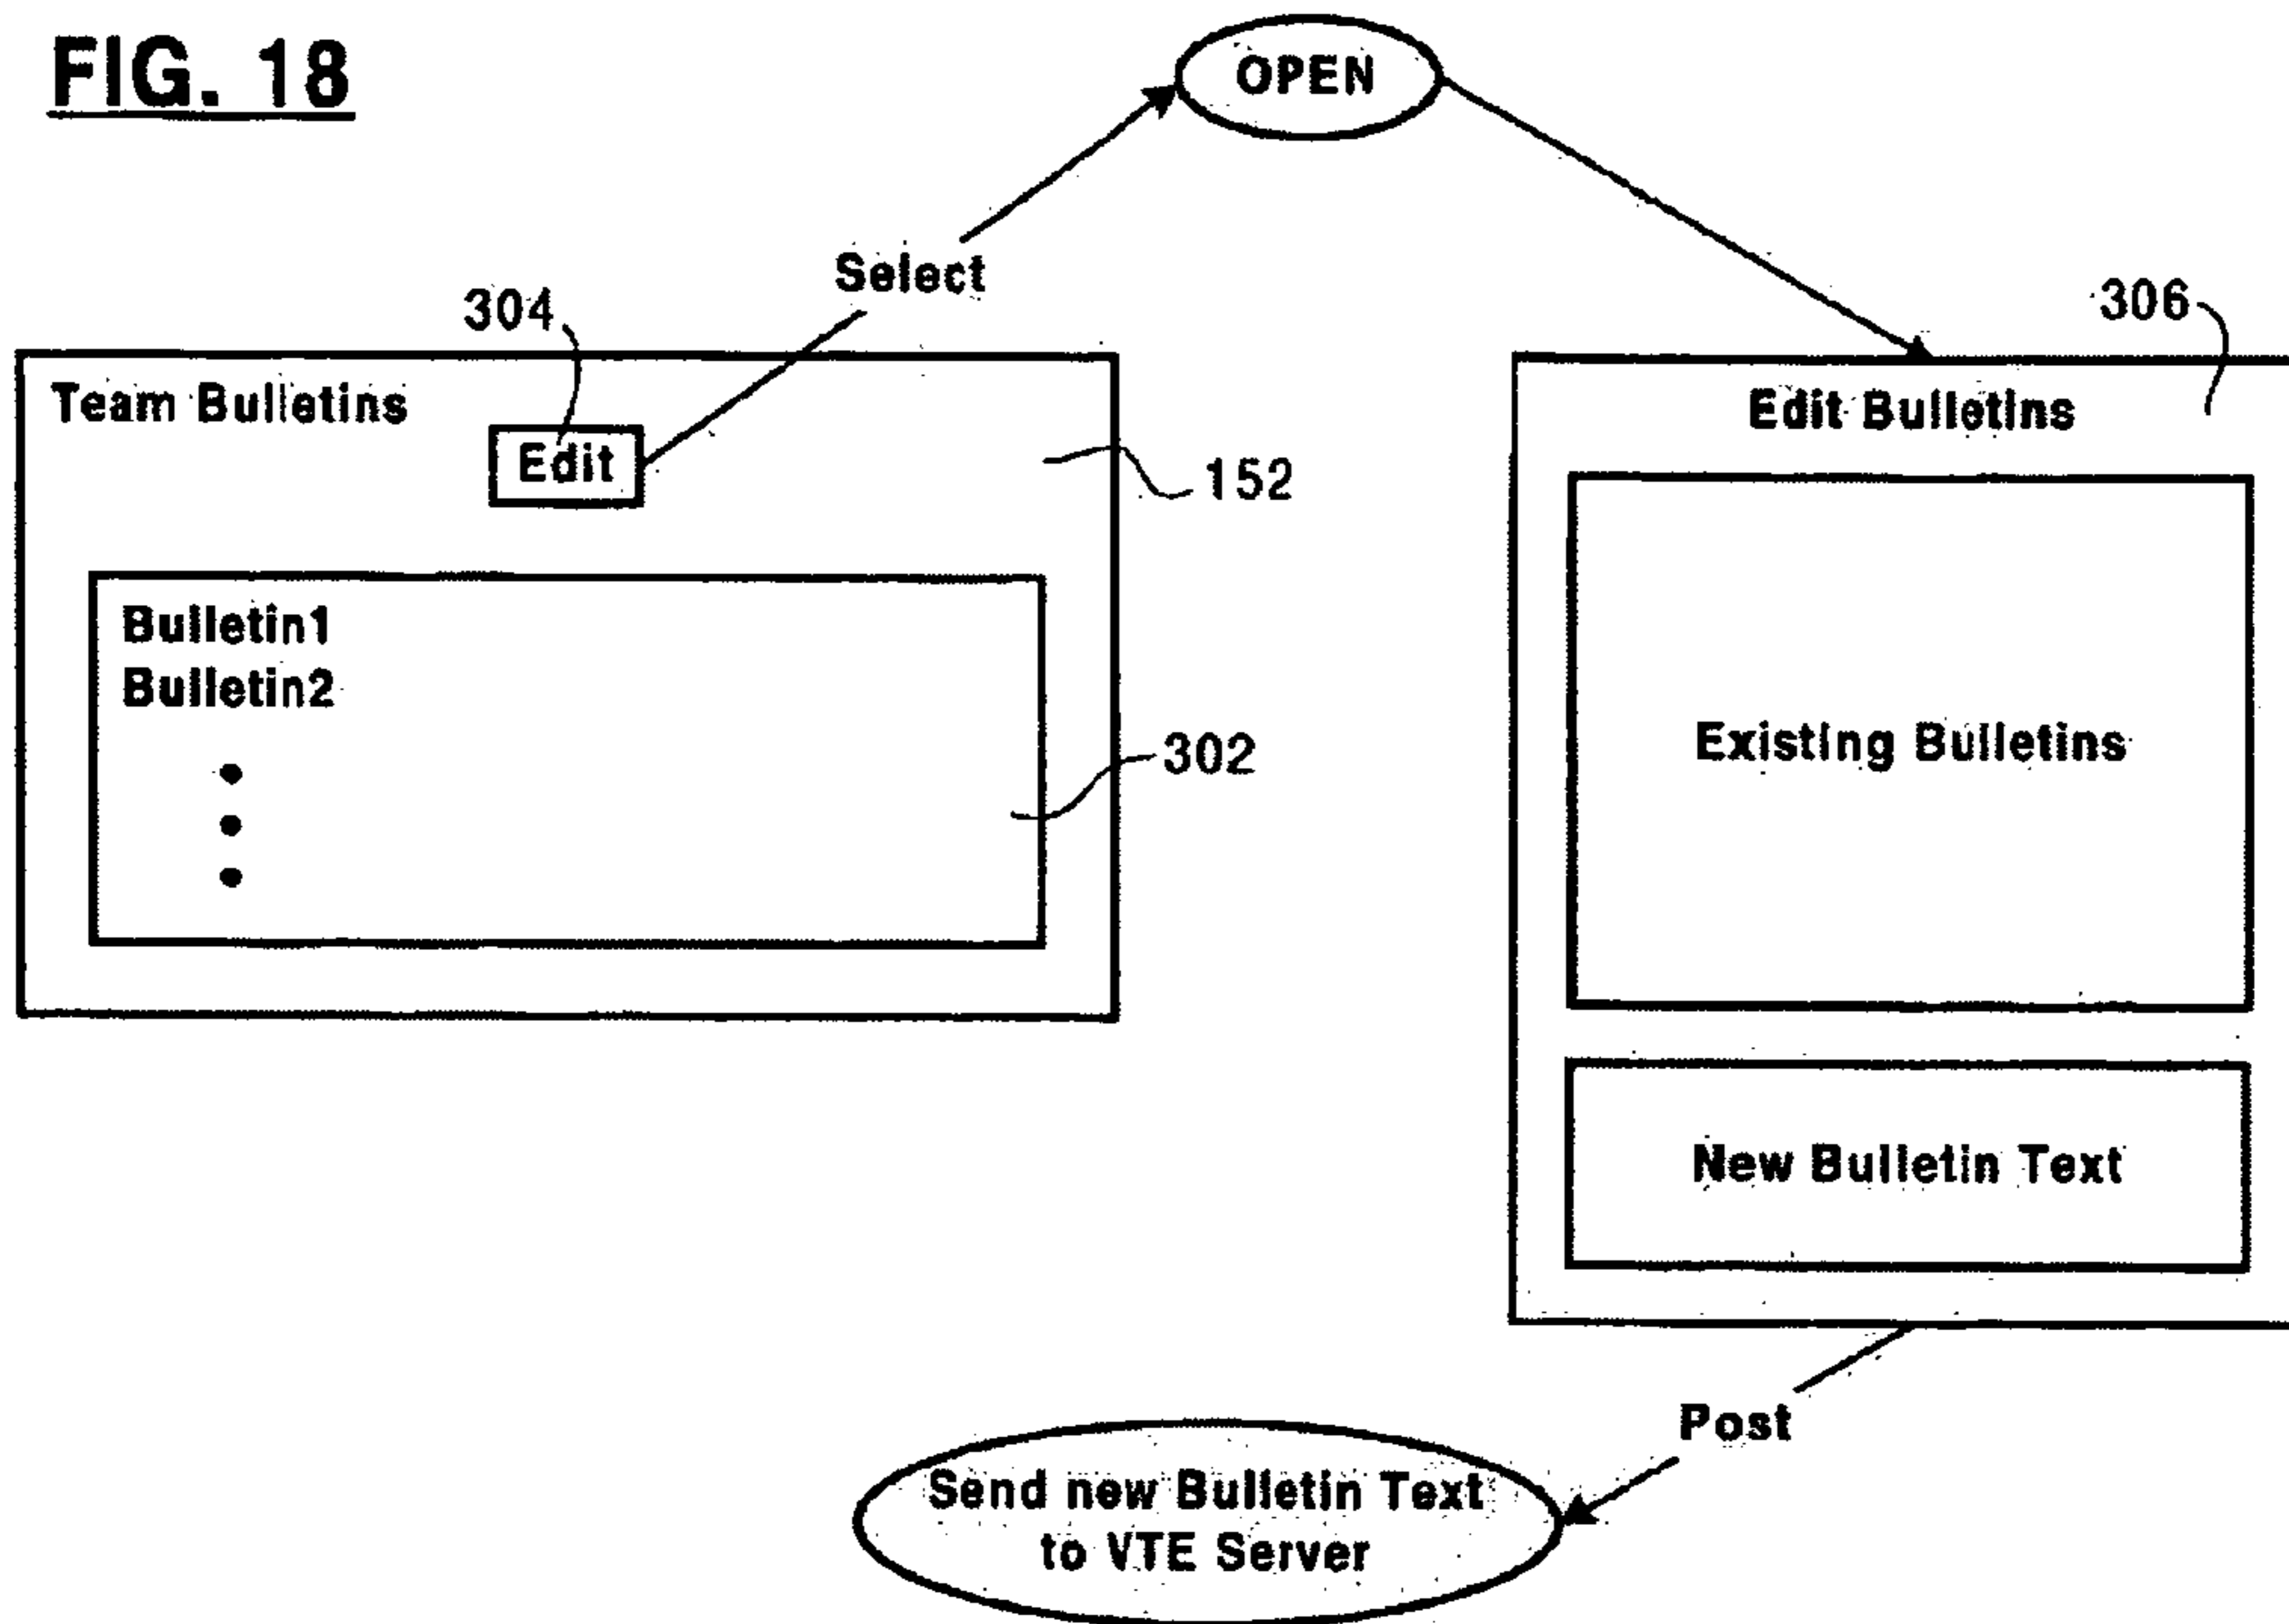 FIG. 18
OPEN
Select
304
306
Team Bulletins
Edit
152
Edit Bulletins
Bulletin1
Bulletin2
302
Existing Bulletins
New Bulletin Text
Post
Send new Bulletin Text
to VTE Server